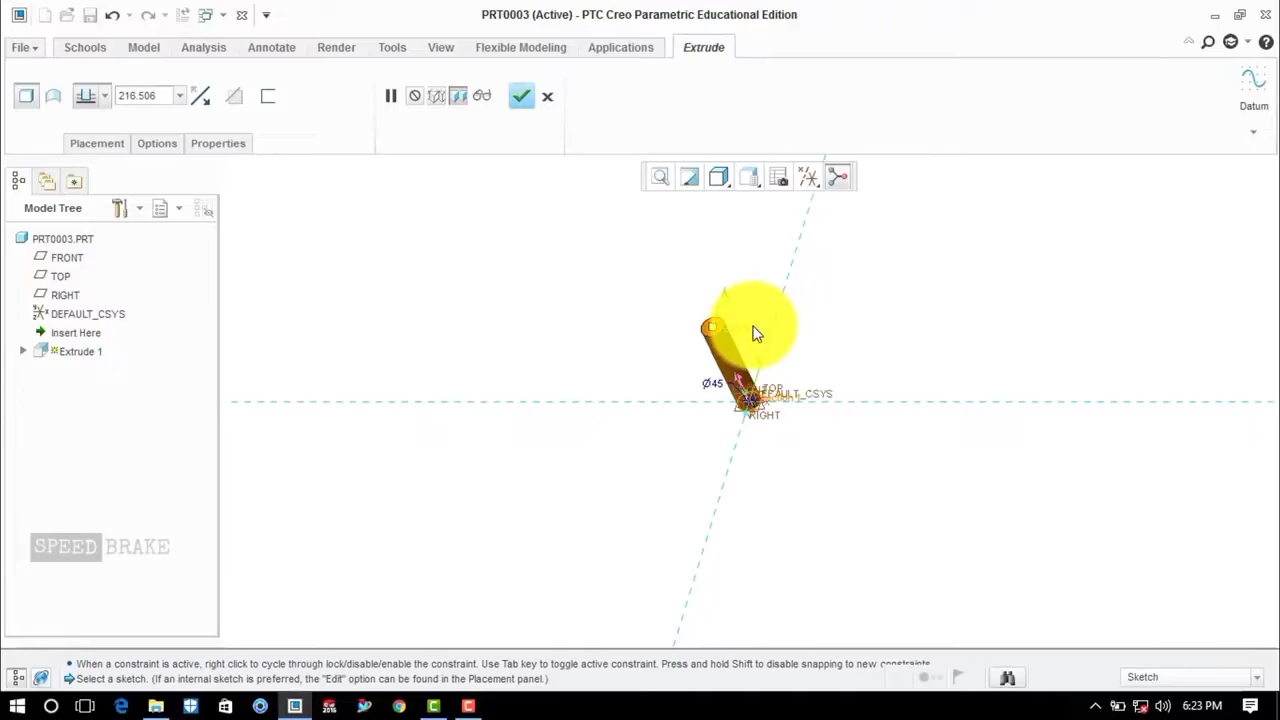 PRT0003 (Active) - PTC Creo Parametric Educational Edition
File Schools Model Analysis Annotate Render Tools View Flexible Modeling Applications Extrude
216.506
Datum
Placement Options Properties
Model Tree
PRT0003.PRT
FRONT
TOP
RIGHT
DEFAULT_CSYS
Insert Here
Extrude 1
Ø45
TOP
DEFAULT_CSYS
RIGHT
SPEED BRAKE
When a constraint is active, right click to cycle through lock/disable/enable the constraint. Use Tab key to toggle active constraint. Press and hold Shift to disable snapping to new constraints.
Select a sketch. (If an internal sketch is preferred, the "Edit" option can be found in the Placement panel.)
Sketch
6:23 PM